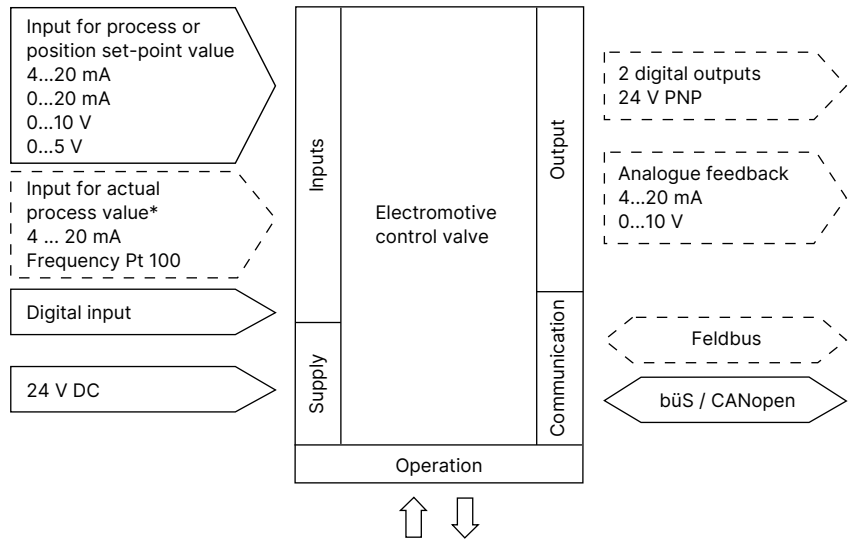 Input for process or
position set-point value
4...20 mA
0...20 mA
0...10 V
0...5 V
Input for actual
process value*
4 ... 20 mA
Frequency Pt 100
Digital input
24 V DC
Inputs
Supply
Electromotive
control valve
Output
Communication
Operation
2 digital outputs
24 V PNP
Analogue feedback
4...20 mA
0...10 V
Feldbus
büS / CANopen